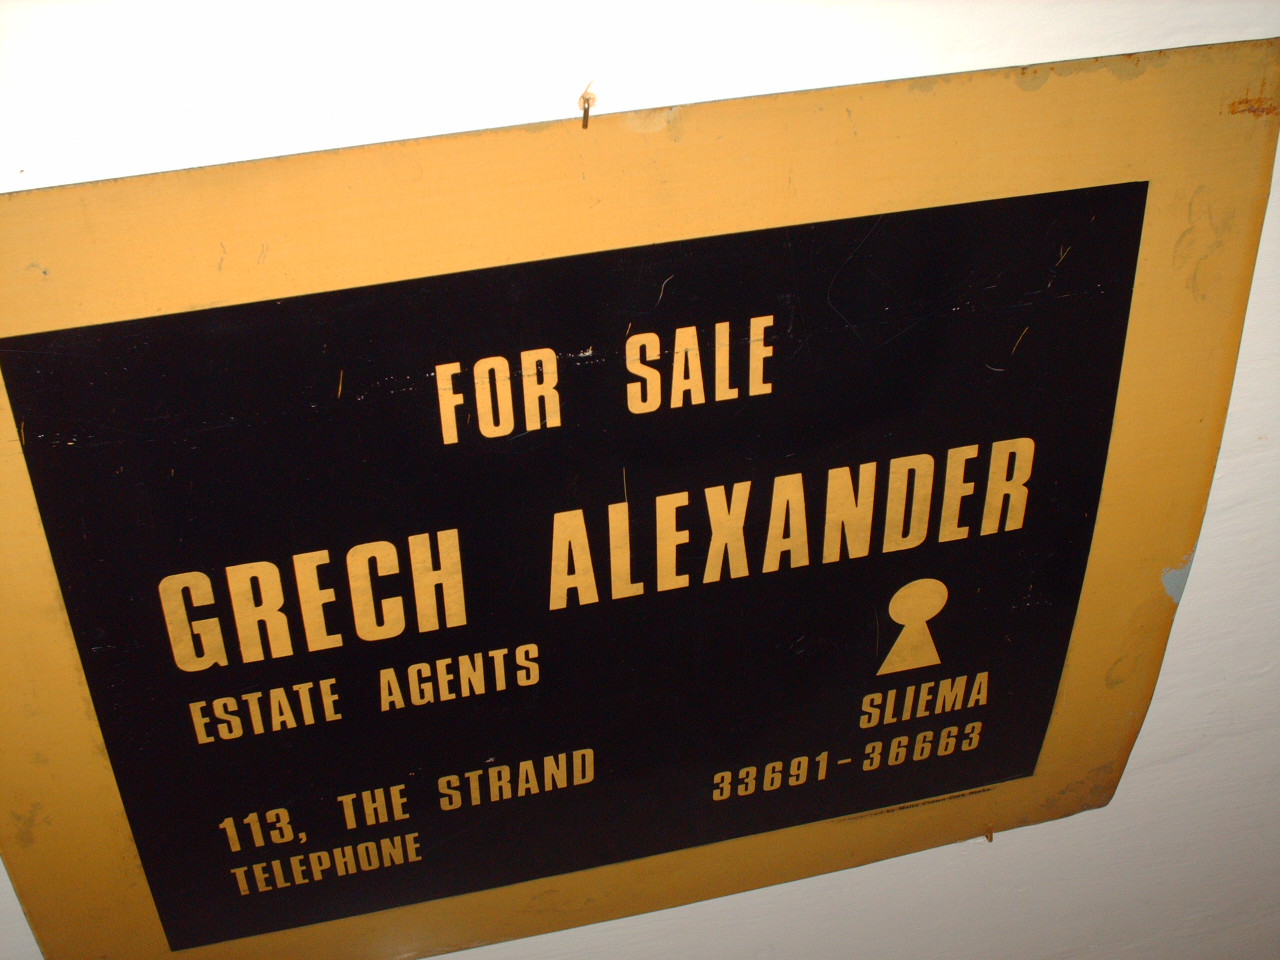 FOR SALE
GRECH ALEXANDER
ESTATE AGENTS
SLIEMA
113, THE STRAND
TELEPHONE 33691-36663